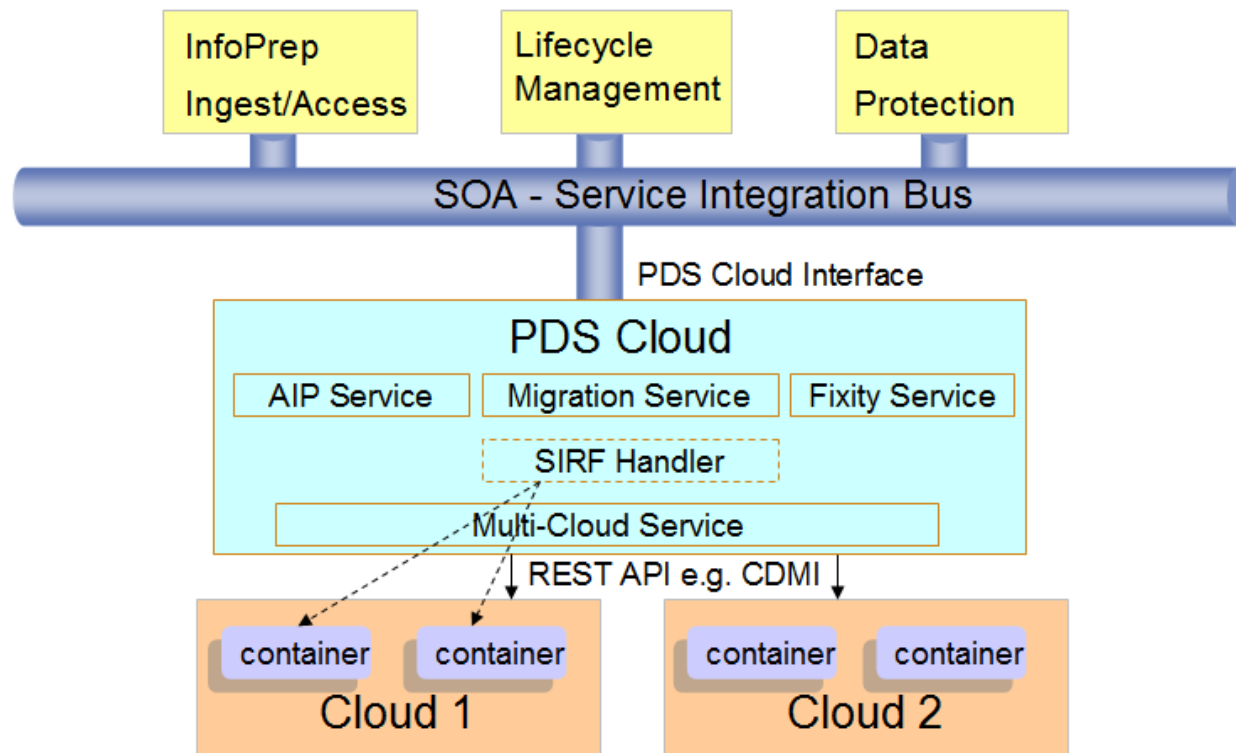 InfoPrep
Ingest/Access
Lifecycle
Management
Data
Protection
SOA - Service Integration Bus
PDS Cloud Interface
PDS Cloud
AIP Service
Migration Service
Fixity Service
SIRF Handler
Multi-Cloud Service
REST API e.g. CDMI
container
container
container
container
Cloud 1
Cloud 2